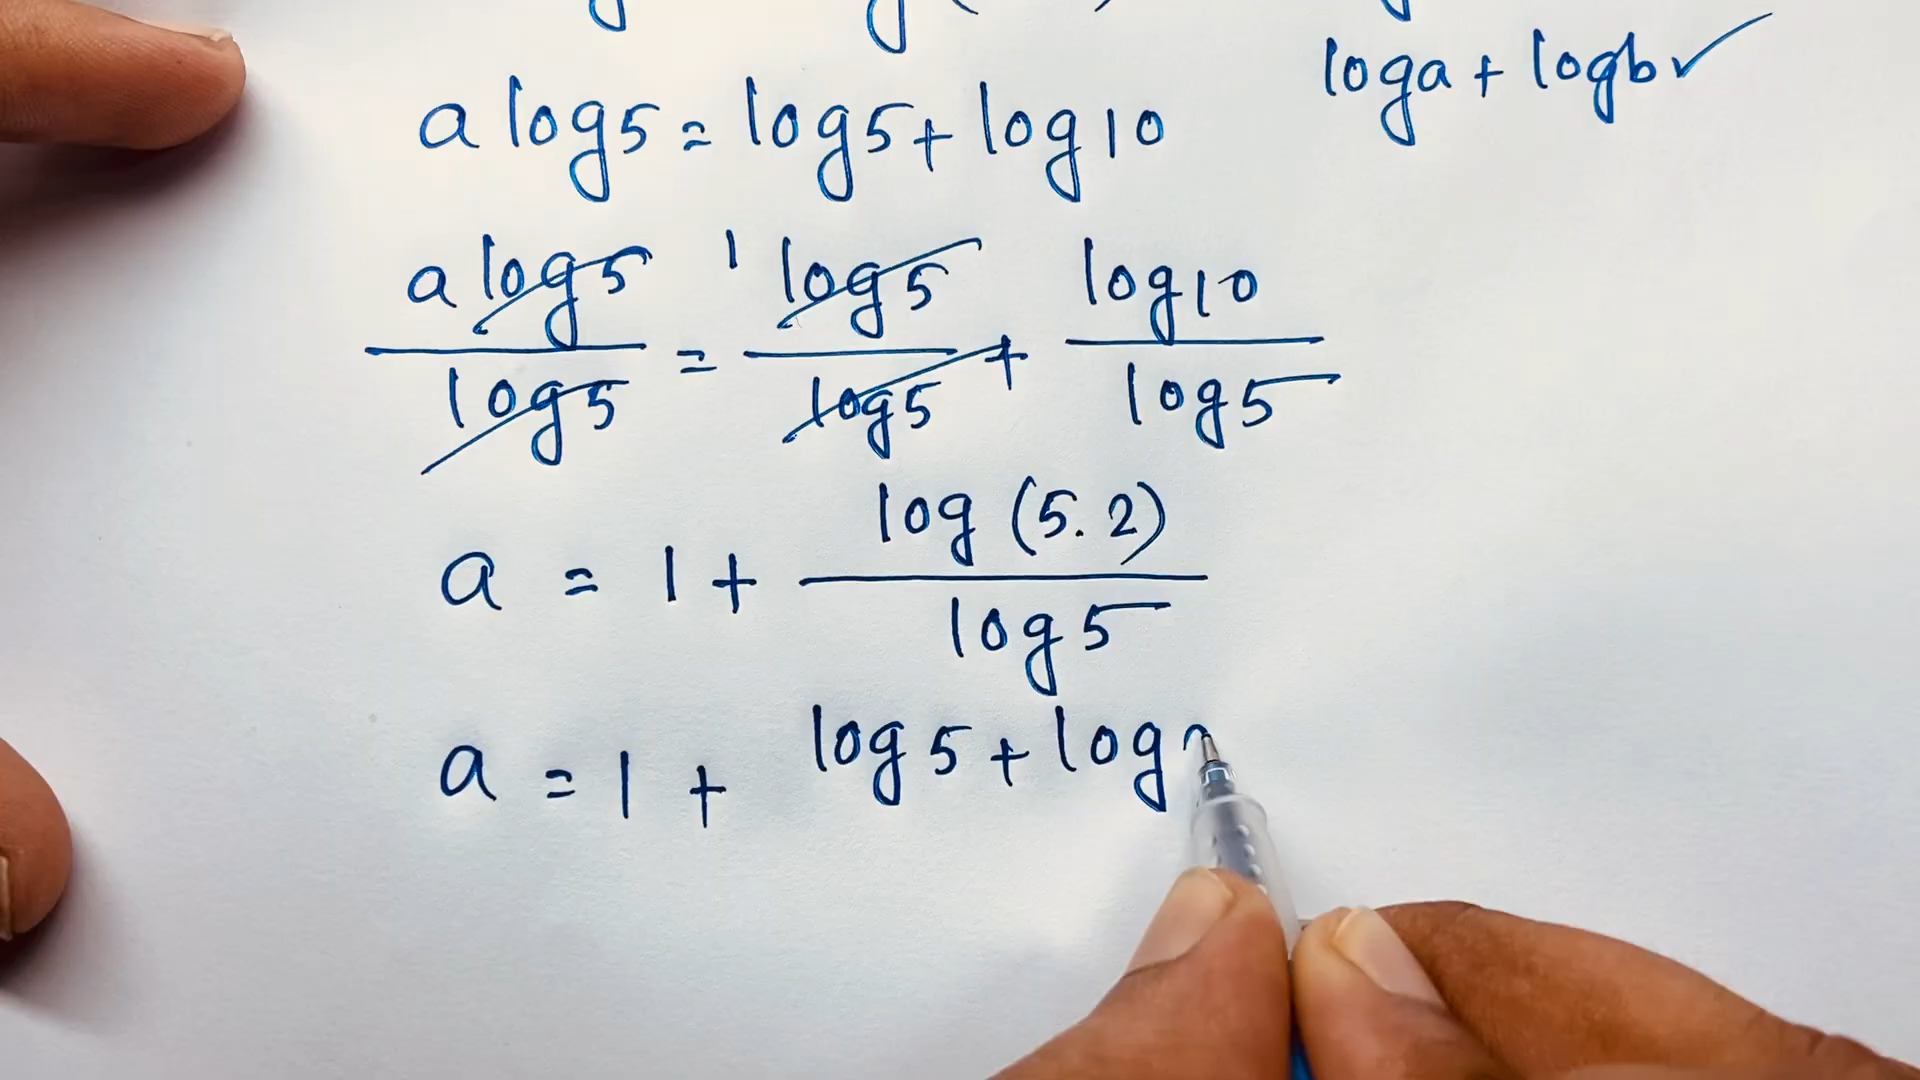 loga + logb✓
a log5 = log5 + log10
a log5 / log5 = 1 log5 / log5 + log10 / log5
a = 1 + log (5.2) / log5
a = 1 + log5 + log